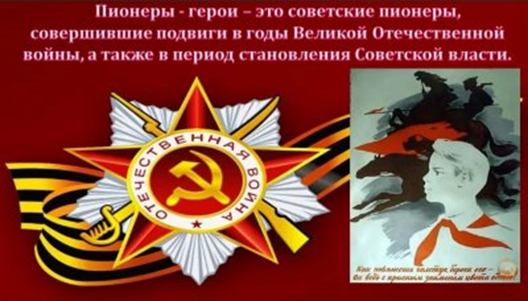 Пионеры - герои – это советские пионеры,
совершившие подвиги в годы Великой Отечественной
войны, а также в период становления Советской власти.
ОТЕЧЕСТВЕННАЯ ВОЙНА
Как повяжешь галстук, береги его –
Он ведь с красным знаменем цвета одного!